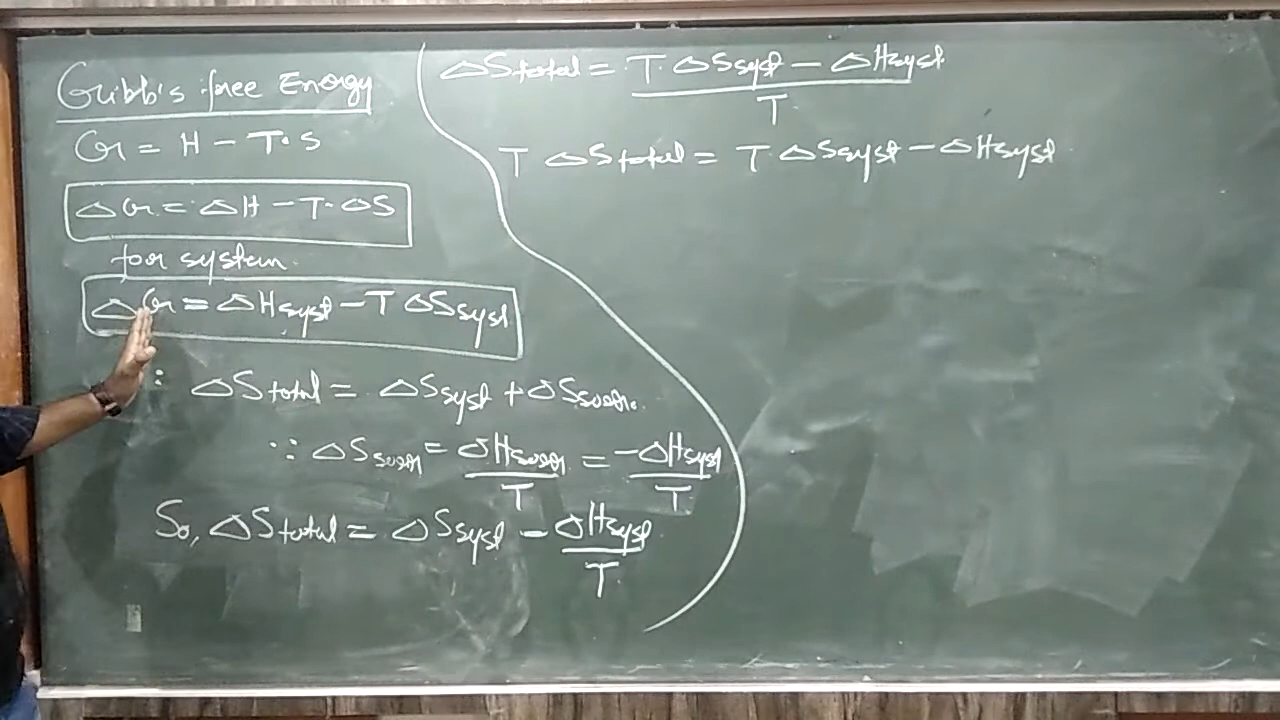 Gibb's free Energy
G = H - T·S
ΔG = ΔH - T·ΔS
for system.
ΔG = ΔHsyst - T ΔSsyst
∵ ΔStotal = ΔSsyst + ΔSsurr.
∵ ΔSsurr = ΔHsurr/T = -ΔHsyst/T
So, ΔStotal = ΔSsyst - ΔHsyst/T
ΔStotal = T·ΔSsyst - ΔHsyst
T
T ΔStotal = T·ΔSsyst - ΔHsyst